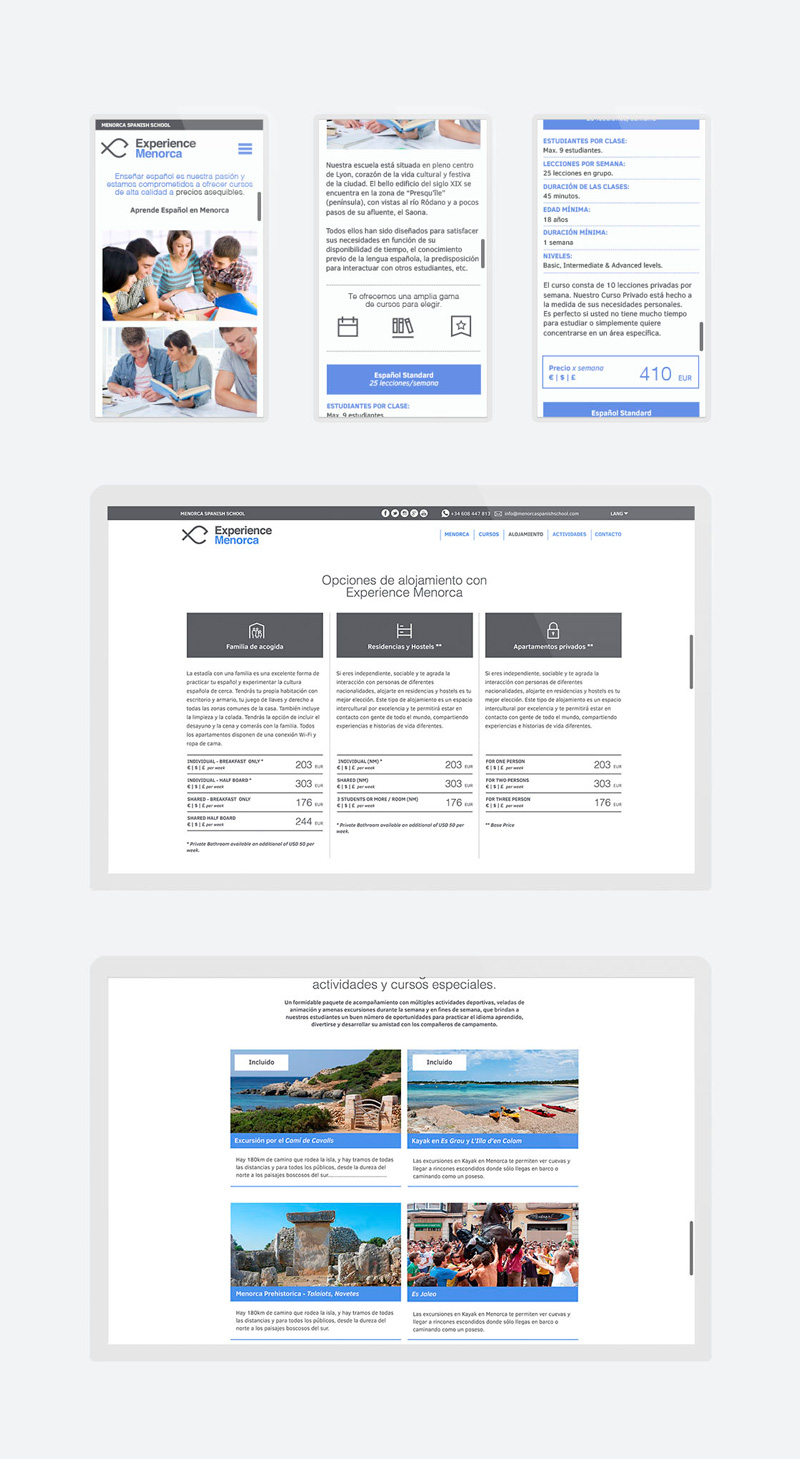 MENORCA SPANISH SCHOOL
Experience
Menorca
Enseñar español es nuestra pasión y
estamos comprometidos a ofrecer cursos
de alta calidad a precios asequibles.
Aprende Español en Menorca
Nuestra escuela está situada en pleno centro
de Lyon, corazón de la vida cultural y festiva
de la ciudad. El bello edificio del siglo XIX se
encuentra en la zona de "Presqu'île"
(península), con vistas al río Ródano y a pocos
pasos de su afluente, el Saona.
Todos ellos han sido diseñados para satisfacer
sus necesidades en función de su
disponibilidad de tiempo, el conocimiento
previo de la lengua española, la predisposición
para interactuar con otros estudiantes, etc.
Te ofrecemos una amplia gama
de cursos para elegir.
Español Standard
25 lecciones/semana
ESTUDIANTES POR CLASE:
Max. 9 estudiantes.
ESTUDIANTES POR CLASE:
Max. 9 estudiantes.
LECCIONES POR SEMANA:
25 lecciones en grupo.
DURACIÓN DE LAS CLASES:
45 minutos.
EDAD MÍNIMA:
18 años
DURACIÓN MÍNIMA:
1 semana
NIVELES:
Basic, Intermediate & Advanced levels.
El curso consta de 10 lecciones privadas por
semana. Nuestro Curso Privado está hecho a
la medida de sus necesidades personales.
Es perfecto si usted no tiene mucho tiempo
para estudiar o simplemente quiere
concentrarse en un área específica.
Precio x semana
€ | $ | £
410 EUR
Español Standard
MENORCA SPANISH SCHOOL
+34 608 447 813
info@menorcaspanishschool.com
LANG
Experience
Menorca
MENORCA
CURSOS
ALOJAMIENTO
ACTIVIDADES
CONTACTO
Opciones de alojamiento con
Experience Menorca
Familia de acogida
La estadía con una familia es una excelente forma de
practicar tu español y experimentar la cultura
española de cerca. Tendrás tu propia habitación con
escritorio y armario, tu juego de llaves y derecho a
todas las zonas comunes de la casa. También incluye
la limpieza y la colada. Tendrás la opción de incluir el
desayuno y la cena y comerás con la familia. Todos
los apartamentos disponen de una conexión Wi-Fi y
ropa de cama.
INDIVIDUAL - BREAKFAST ONLY *
€ | $ | £ per week
203 EUR
INDIVIDUAL - HALF BOARD *
€ | $ | £ per week
303 EUR
SHARED - BREAKFAST ONLY
€ | $ | £ per week
176 EUR
SHARED HALF BOARD
€ | $ | £ per week
244 EUR
* Private Bathroom available an additional of USD 50 per
week.
Residencias y Hostels **
Si eres independiente, sociable y te agrada la
interacción con personas de diferentes
nacionalidades, alojarte en residencias y hostels es tu
mejor elección. Este tipo de alojamiento es un espacio
intercultural por excelencia y te permitirá estar en
contacto con gente de todo el mundo, compartiendo
experiencias e historias de vida diferentes.
INDIVIDUAL (NM) *
€ | $ | £ per week
203 EUR
SHARED (NM)
€ | $ | £ per week
303 EUR
3 STUDENTS OR MORE / ROOM (NM)
€ | $ | £ per week
176 EUR
* Private Bathroom available an additional of USD 50 per
week.
Apartamentos privados **
Si eres independiente, sociable y te agrada la
interacción con personas de diferentes
nacionalidades, alojarte en residencias y hostels es tu
mejor elección. Este tipo de alojamiento es un espacio
intercultural por excelencia y te permitirá estar en
contacto con gente de todo el mundo, compartiendo
experiencias e historias de vida diferentes.
FOR ONE PERSON
€ | $ | £ per week
203 EUR
FOR TWO PERSONS
€ | $ | £ per week
303 EUR
FOR THREE PERSON
€ | $ | £ per week
176 EUR
** Base Price
actividades y cursos especiales.
Un formidable paquete de acompañamiento con múltiples actividades deportivas, veladas de
animación y amenas excursiones durante la semana y en fines de semana, que brindan a
nuestros estudiantes un buen número de oportunidades para practicar el idioma aprendido,
divertirse y desarrollar su amistad con los compañeros de campamento.
Incluido
Excursión por el Camí de Cavalls
Hay 180km de camino que rodea la isla, y hay tramos de todas
las distancias y para todos los públicos, desde la dureza del
norte a los paisajes boscosos del sur.
Incluido
Kayak en Es Grau y L'Illa d'en Colom
Las excursiones en Kayak en Menorca te permiten ver cuevas y
llegar a rincones escondidos donde sólo llegas en barco o
caminando como un poseso.
Menorca Prehistorica - Talaiots, Navetes
Hay 180km de camino que rodea la isla, y hay tramos de todas
las distancias y para todos los públicos, desde la dureza del
norte a los paisajes boscosos del sur.
Es Jaleo
Las excursiones en Kayak en Menorca te permiten ver cuevas y
llegar a rincones escondidos donde sólo llegas en barco o
caminando como un poseso.